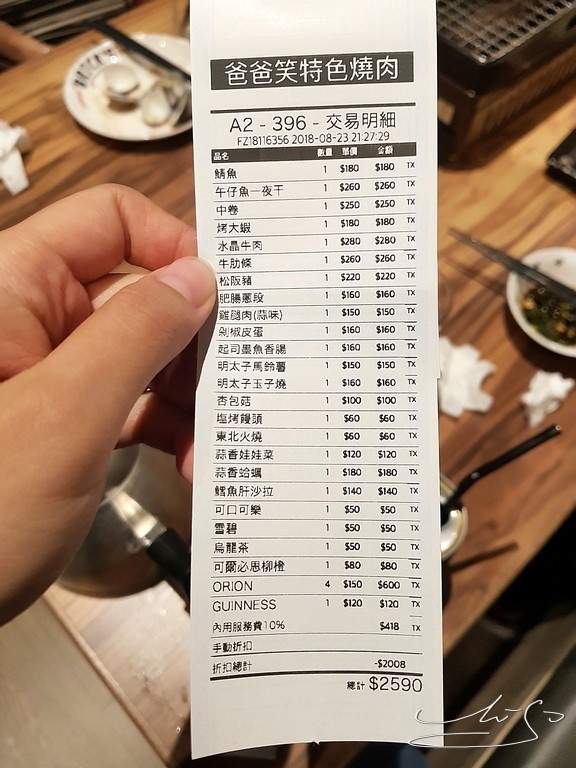 爸爸笑特色燒肉
A2 - 396 - 交易明細
FZ18116356 2018-08-23 21:27:29
品名 數量 單價 金額
鯖魚 1 $180 $180 TX
午仔魚一夜干 1 $260 $260 TX
中卷 1 $250 $250 TX
烤大蝦 1 $180 $180 TX
水晶牛肉 1 $280 $280 TX
牛肋條 1 $260 $260 TX
松阪豬 1 $220 $220 TX
肥腸蔥段 1 $160 $160 TX
雞腿肉(蒜味) 1 $150 $150 TX
剁椒皮蛋 1 $160 $160 TX
起司墨魚香腸 1 $160 $160 TX
明太子馬鈴薯 1 $150 $150 TX
明太子玉子燒 1 $160 $160 TX
杏包菇 1 $100 $100 TX
塩烤饅頭 1 $60 $60 TX
東北火燒 1 $60 $60 TX
蒜香娃娃菜 1 $120 $120 TX
蒜香蛤蠣 1 $180 $180 TX
鱈魚肝沙拉 1 $140 $140 TX
可口可樂 1 $50 $50 TX
雪碧 1 $50 $50 TX
烏龍茶 1 $50 $50 TX
可爾必思柳橙 1 $80 $80 TX
ORION 4 $150 $600 TX
GUINNESS 1 $120 $120 TX
內用服務費10% $418 TX
手動折扣
折扣總計 -$2008
總計 $2590